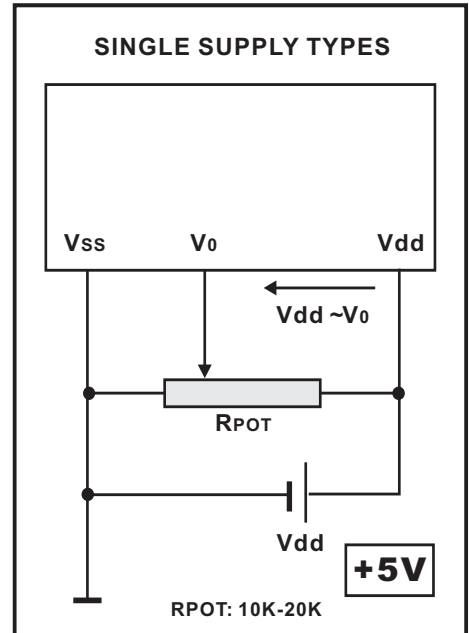 SINGLE SUPPLY TYPES
Vss V0 Vdd
Vdd ~V0
RPOT
Vdd
+5V
RPOT: 10K-20K